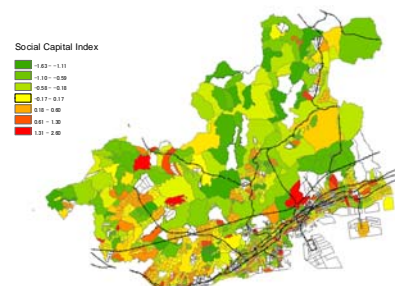 Social Capital Index
-1.63 - -1.11
-1.10 - -0.59
-0.58 - -0.18
-0.17 - 0.17
0.18 - 0.60
0.61 - 1.30
1.31 - 2.60